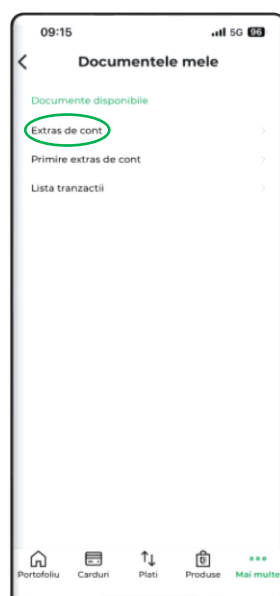 09:15 5G 96
Documentele mele
Documente disponibile
Extras de cont
Primire extras de cont
Lista tranzactii
Portofoliu Carduri Plati Produse Mai multe